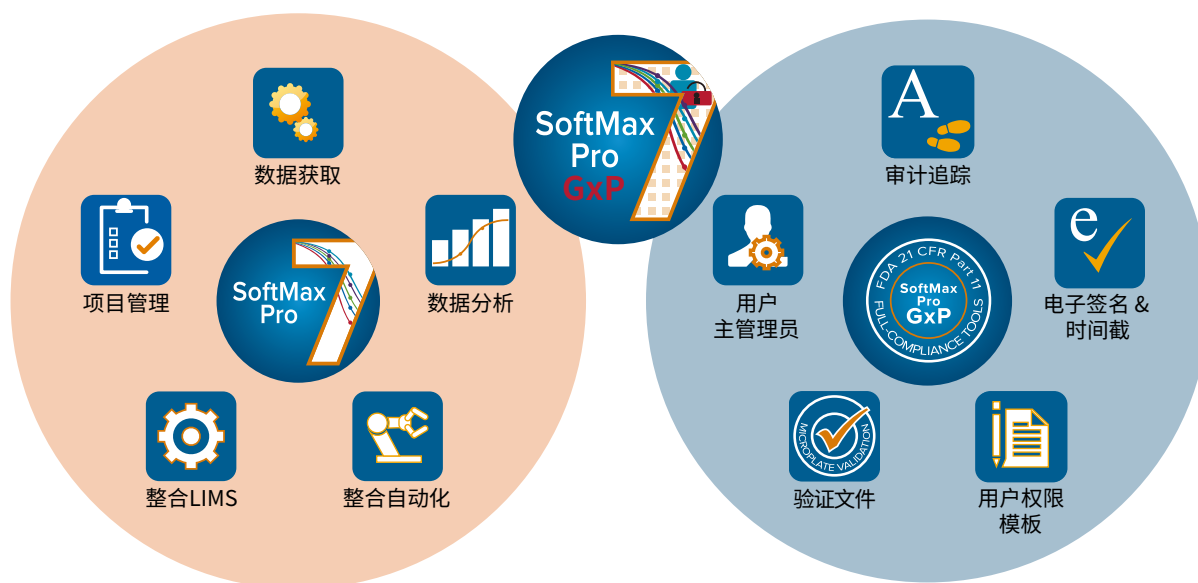 数据获取
项目管理
SoftMax
Pro
7
数据分析
整合LIMS
整合自动化
SoftMax
Pro
GxP
7
A
审计追踪
用户
主管理员
FDA 21 CFR Part 11
SoftMax
Pro
GxP
FULL-COMPLIANCE TOOLS
e
电子签名 &
时间截
MICROPLATE VALIDATION
验证文件
用户权限
模板